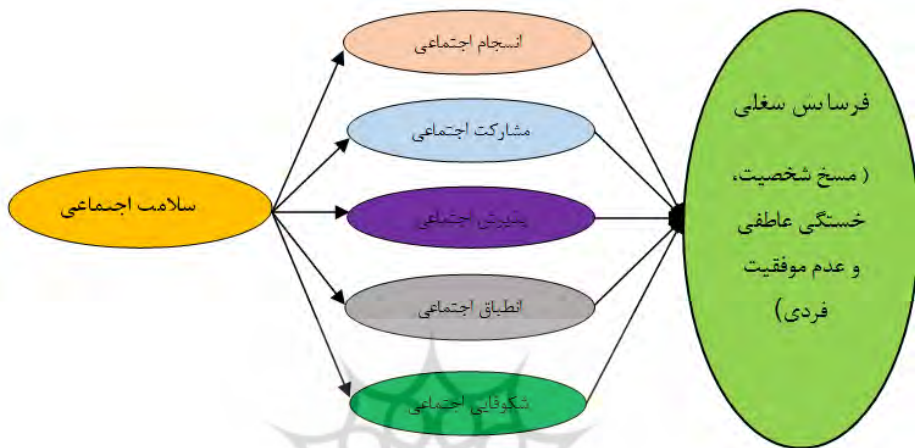 انسجام اجتماعی
مشارکت اجتماعی
سلامت اجتماعی
پذیرش اجتماعی
انطباق اجتماعی
شکوفایی اجتماعی
فرسایش سغلی
( مسخ شخصیت،
خستگی عاطفی
و عدم موفقیت
فردی)